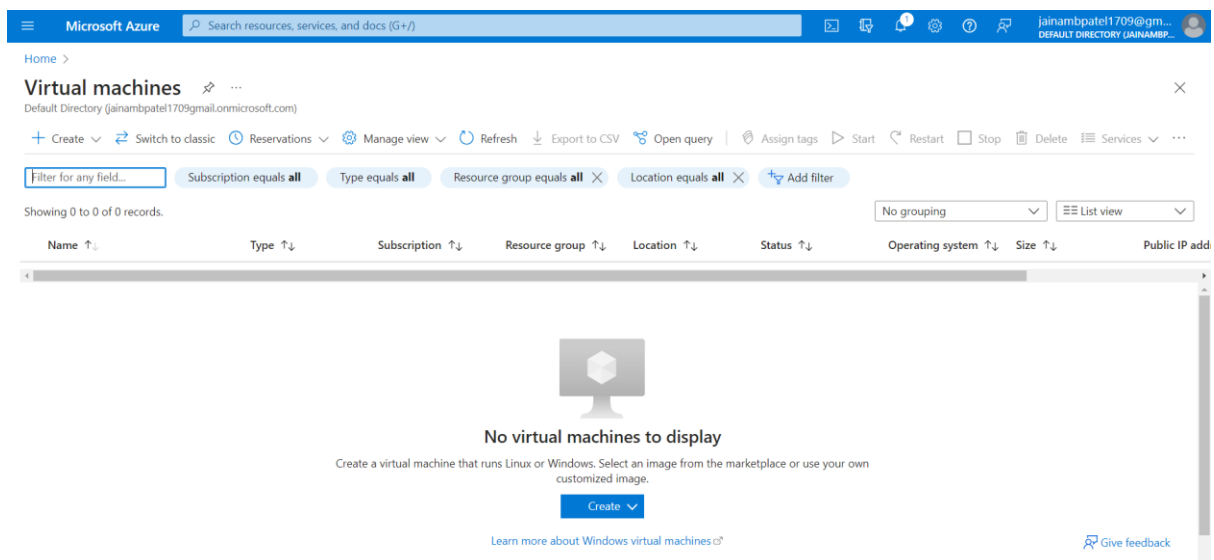 Microsoft Azure Search resources, services, and docs (G+/) 1 jainambpatel1709@gm...
DEFAULT DIRECTORY (JAINAMBP...
Home >
Virtual machines ...
Default Directory (jainambpatel1709gmail.onmicrosoft.com)
+ Create Switch to classic Reservations Manage view Refresh Export to CSV Open query Assign tags Start Restart Stop Delete Services ...
Filter for any field... Subscription equals all Type equals all Resource group equals all Location equals all Add filter
Showing 0 to 0 of 0 records. No grouping List view
Name ↑↓ Type ↑↓ Subscription ↑↓ Resource group ↑↓ Location ↑↓ Status ↑↓ Operating system ↑↓ Size ↑↓ Public IP add
No virtual machines to display
Create a virtual machine that runs Linux or Windows. Select an image from the marketplace or use your own
customized image.
Create
Learn more about Windows virtual machines
Give feedback